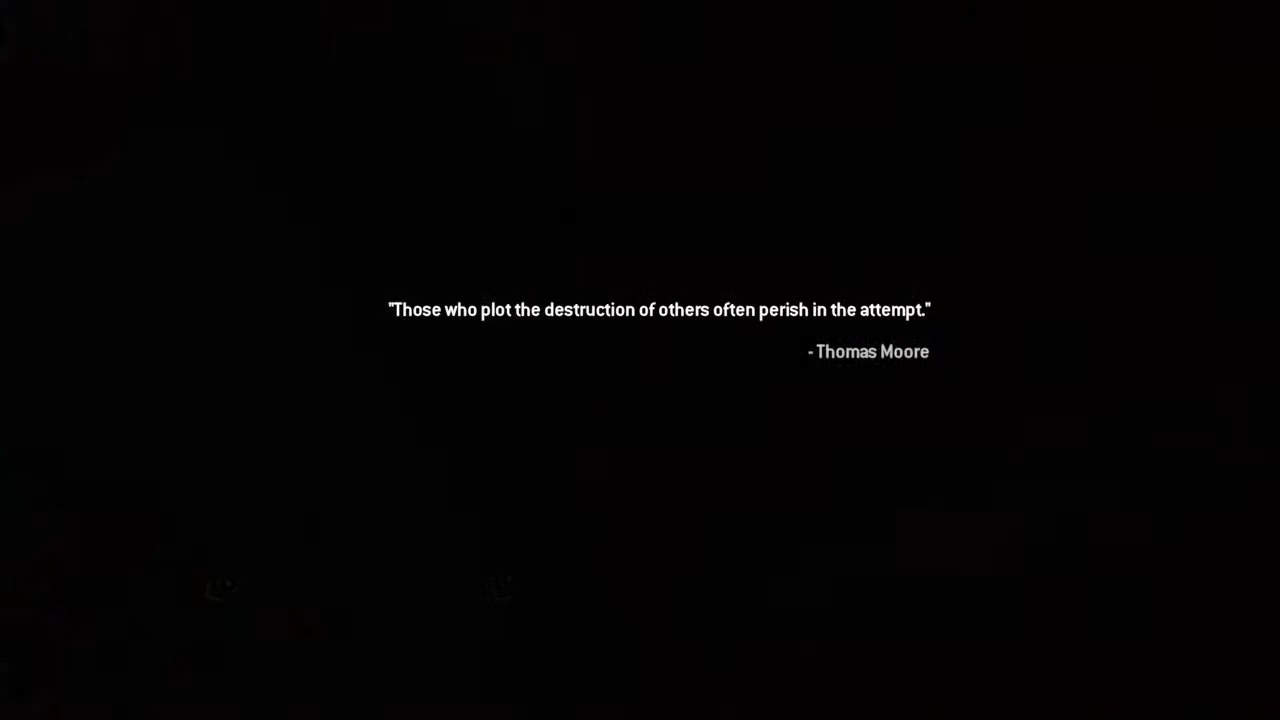 "Those who plot the destruction of others often perish in the attempt."
- Thomas Moore